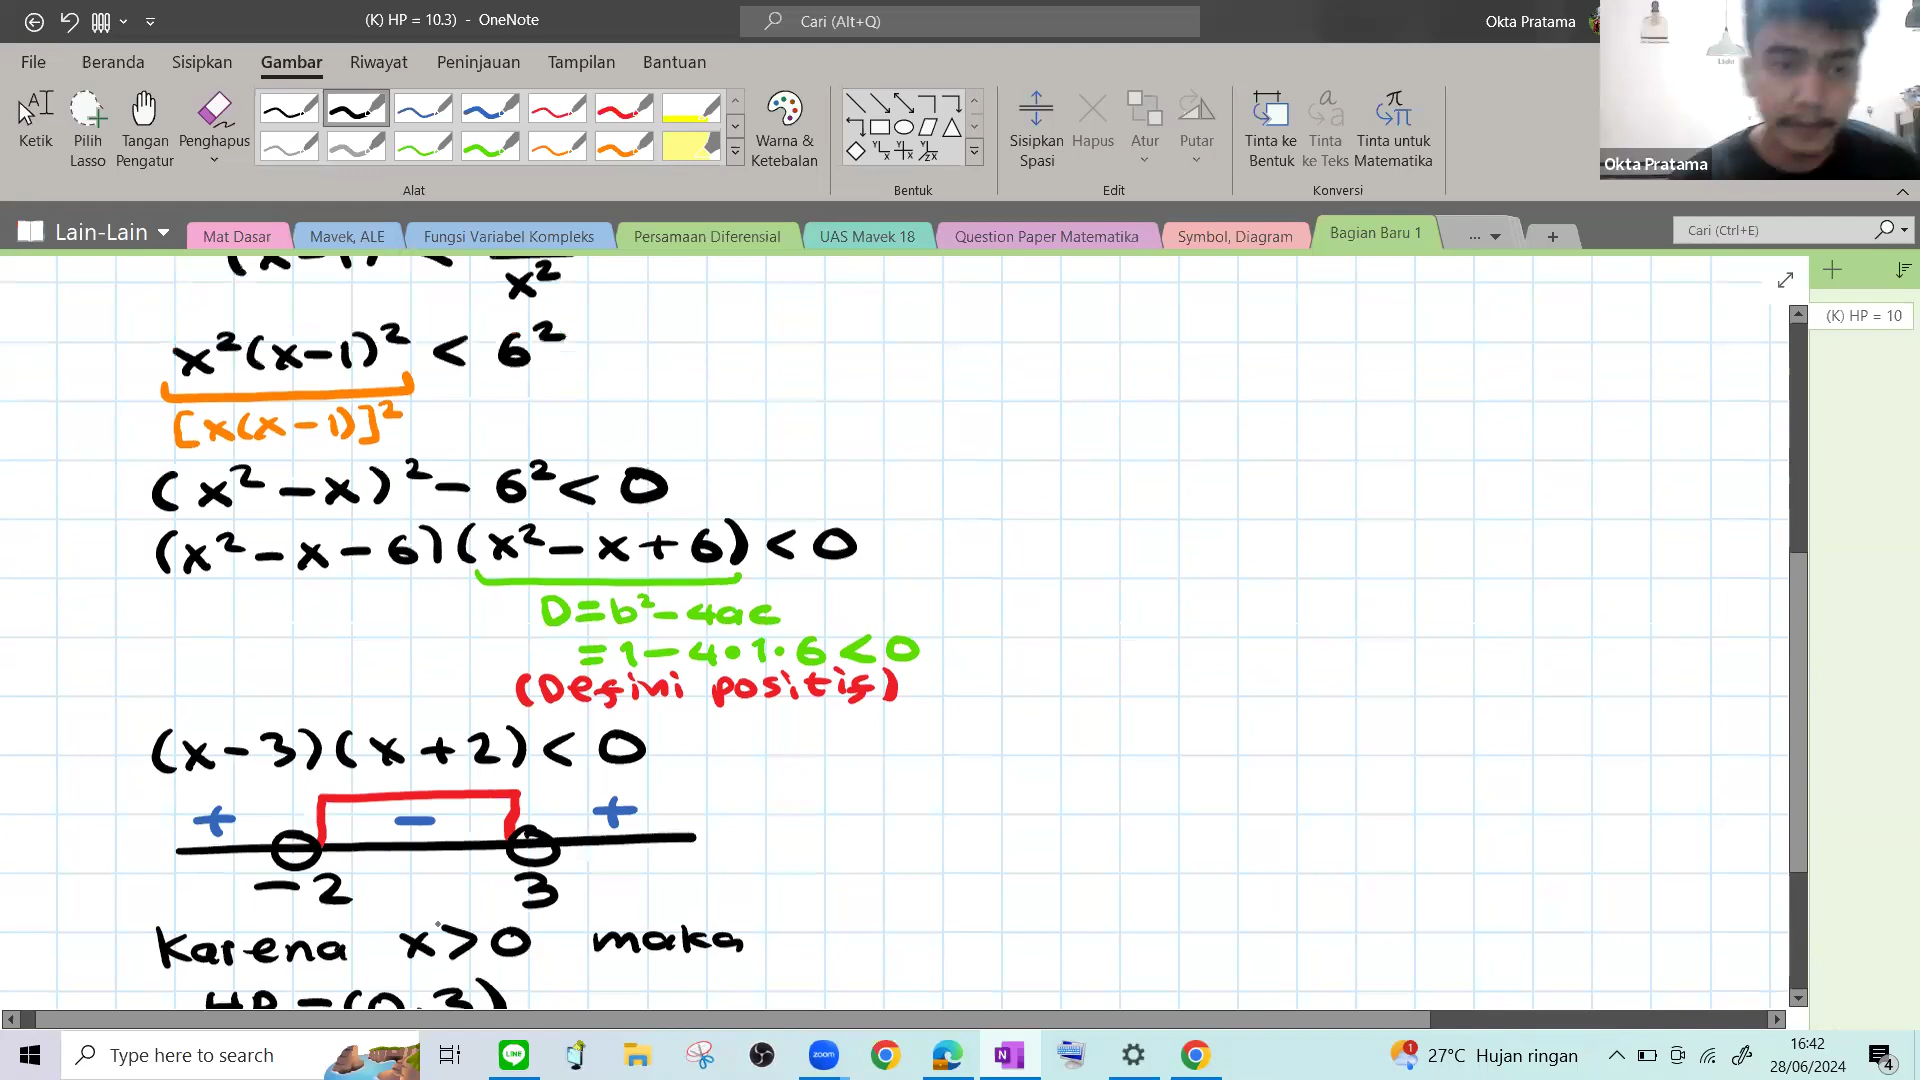 (K) HP = 10.3) - OneNote
Cari (Alt+Q)
Okta Pratama
File Beranda Sisipkan Gambar Riwayat Peninjauan Tampilan Bantuan
Ketik
Pilih Lasso
Tangan Pengatur
Penghapus
Warna & Ketebalan
Sisipkan Spasi
Hapus
Atur
Putar
Tinta ke Bentuk
Tinta ke Teks
Tinta untuk Matematika
Alat
Bentuk
Edit
Konversi
Okta Pratama
Lain-Lain
Mat Dasar
Mavek, ALE
Fungsi Variabel Kompleks
Persamaan Diferensial
UAS Mavek 18
Question Paper Matematika
Symbol, Diagram
Bagian Baru 1
...
Cari (Ctrl+E)
(K) HP = 10
x²
x²(x-1)² < 6²
[x(x-1)]²
(x²-x)² - 6² < 0
(x²-x-6)(x²-x+6) < 0
D=b²-4ac
=1-4•1•6<0
(Defini positif)
(x-3)(x+2) < 0
+ - +
-2 3
Karena x>0 maka
HP = (0,3)
Type here to search
zoom
27°C Hujan ringan
16:42
28/06/2024
4